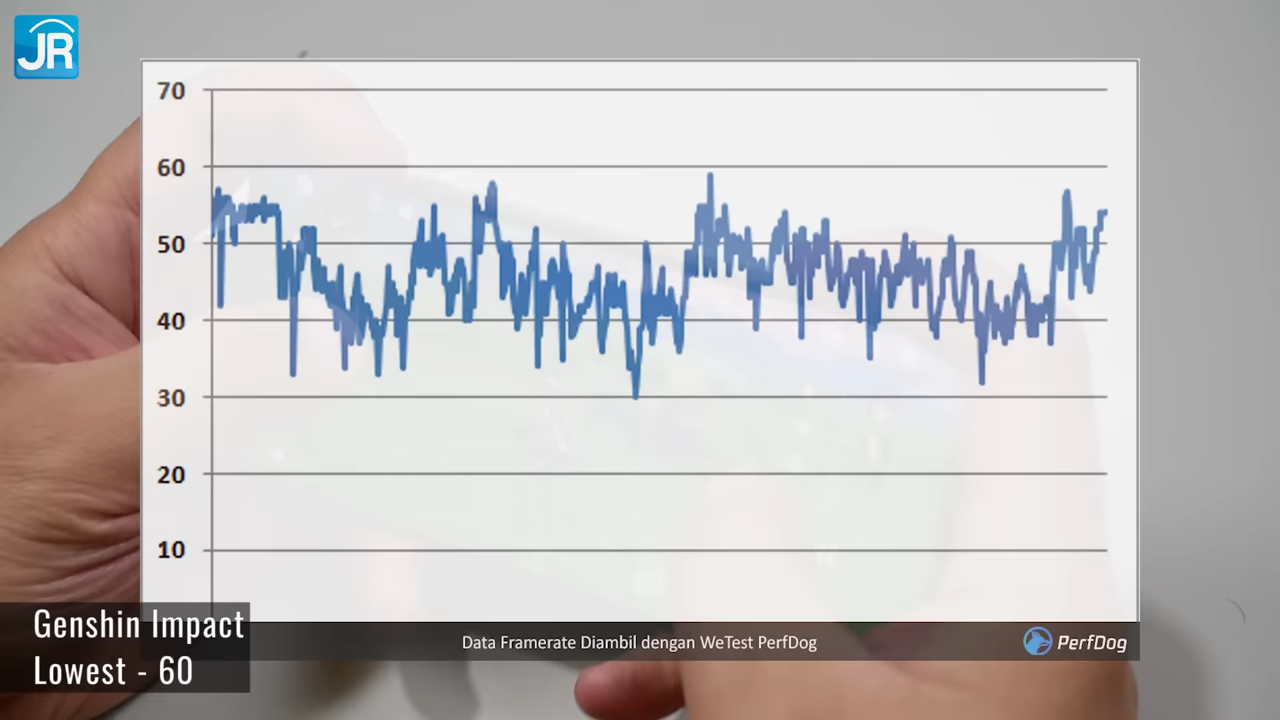 JR
70
60
50
40
30
20
10
Genshin Impact
Lowest - 60
Data Framerate Diambil dengan WeTest PerfDog
PerfDog